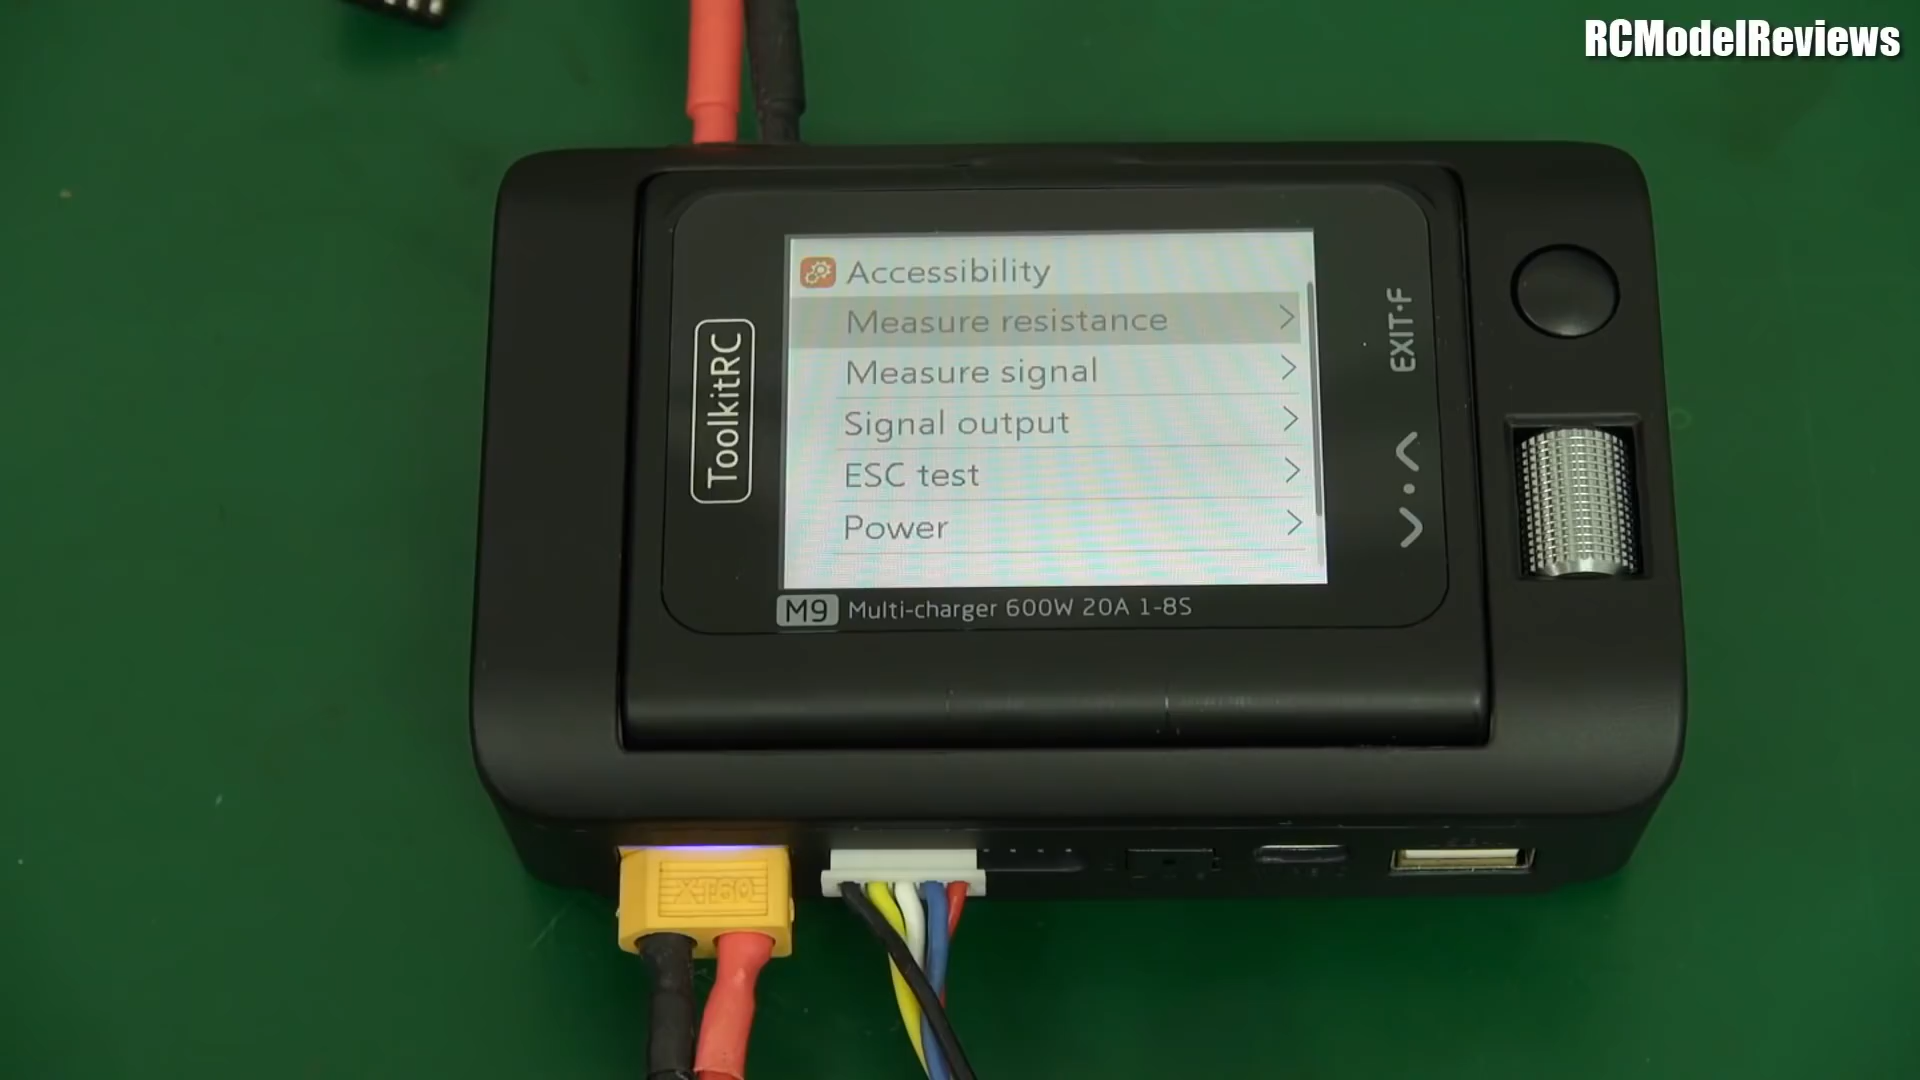 RCModelReviews
Accessibility
Measure resistance
Measure signal
Signal output
ESC test
Power
ToolkitRC
EXIT·F
M9 Multi-charger 600W 20A 1-8S
XT60